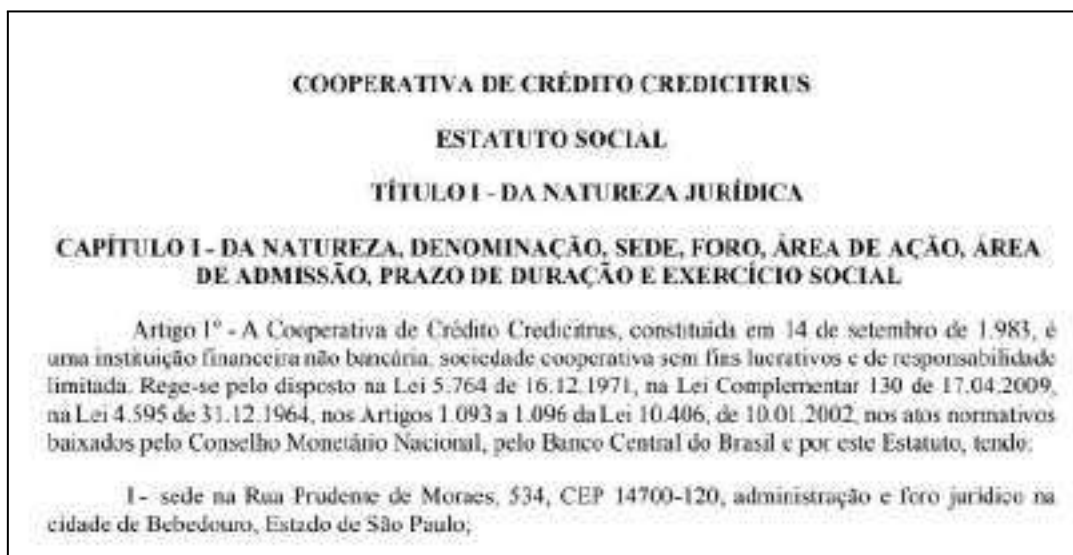 COOPERATIVA DE CRÉDITO CREDICITRUS
ESTATUTO SOCIAL
TÍTULO I - DA NATUREZA JURÍDICA
CAPÍTULO I - DA NATUREZA, DENOMINAÇÃO, SEDE, FORO, ÁREA DE AÇÃO, ÁREA
DE ADMISSÃO, PRAZO DE DURAÇÃO E EXERCÍCIO SOCIAL
Artigo 1º - A Cooperativa de Crédito Credicitrus, constituída em 14 de setembro de 1.983, é
uma instituição financeira não bancária, sociedade cooperativa sem fins lucrativos e de responsabilidade
limitada. Rege-se pelo disposto na Lei 5.764 de 16.12.1971, na Lei Complementar 130 de 17.04.2009,
na Lei 4.595 de 31.12.1964, nos Artigos 1.093 a 1.096 da Lei 10.406, de 10.01.2002, nos atos normativos
baixados pelo Conselho Monetário Nacional, pelo Banco Central do Brasil e por este Estatuto, tendo:
I - sede na Rua Prudente de Moraes, 534, CEP 14700-120, administração e foro jurídico na
cidade de Bebedouro, Estado de São Paulo;